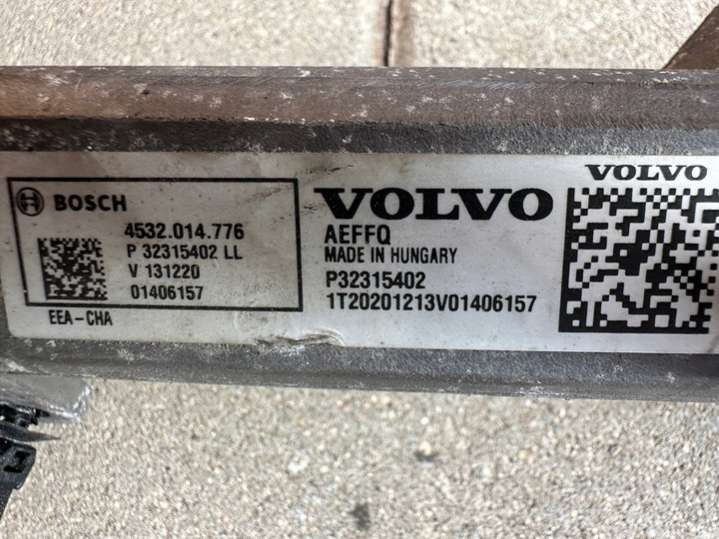 BOSCH
4532.014.776
P 32315402 LL
V 131220
01406157
EEA-CHA
VOLVO
AEFFQ
MADE IN HUNGARY
P32315402
1T20201213V01406157
VOLVO